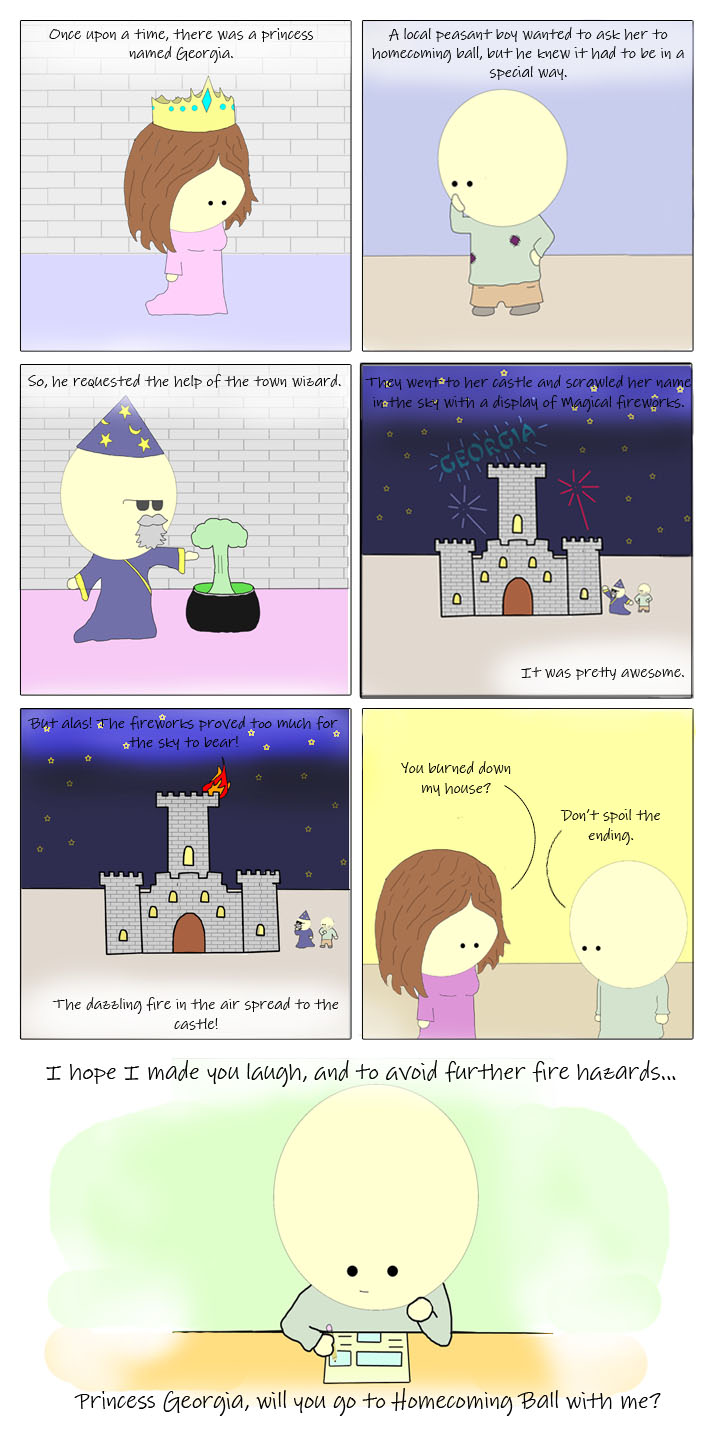 Once upon a time, there was a princess
named Georgia.
A local peasant boy wanted to ask her to
homecoming ball, but he knew it had to be in a
special way.
So, he requested the help of the town wizard.
They went to her castle and scrawled her name
in the sky with a display of Magical fireworks.
GEORGIA
It was pretty awesome.
But alas! The fireworks proved too much for
the sky to bear!
The dazzling fire in the air spread to the
castle!
You burned down
my house?
Don't spoil the
ending.
I hope I made you laugh, and to avoid further fire hazards...
Princess Georgia, will you go to Homecoming Ball with me?